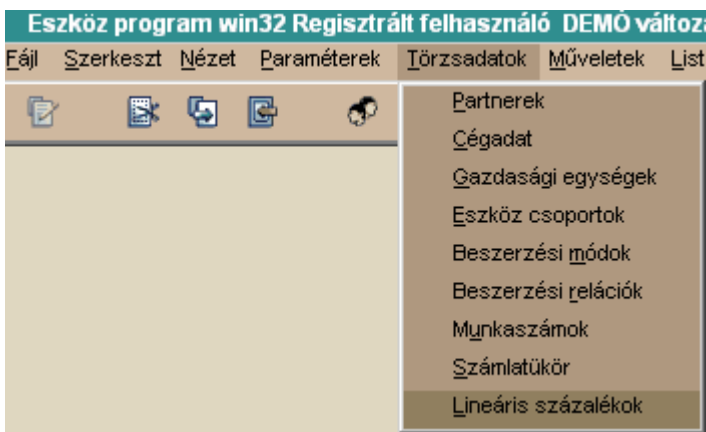 Eszköz program win32 Regisztrált felhasználó DEMÓ változa
Fájl Szerkeszt Nézet Paraméterek Törzsadatok Műveletek List
Partnerek
Cégadat
Gazdasági egységek
Eszköz csoportok
Beszerzési módok
Beszerzési relációk
Munkaszámok
Számlatükör
Lineáris százalékok